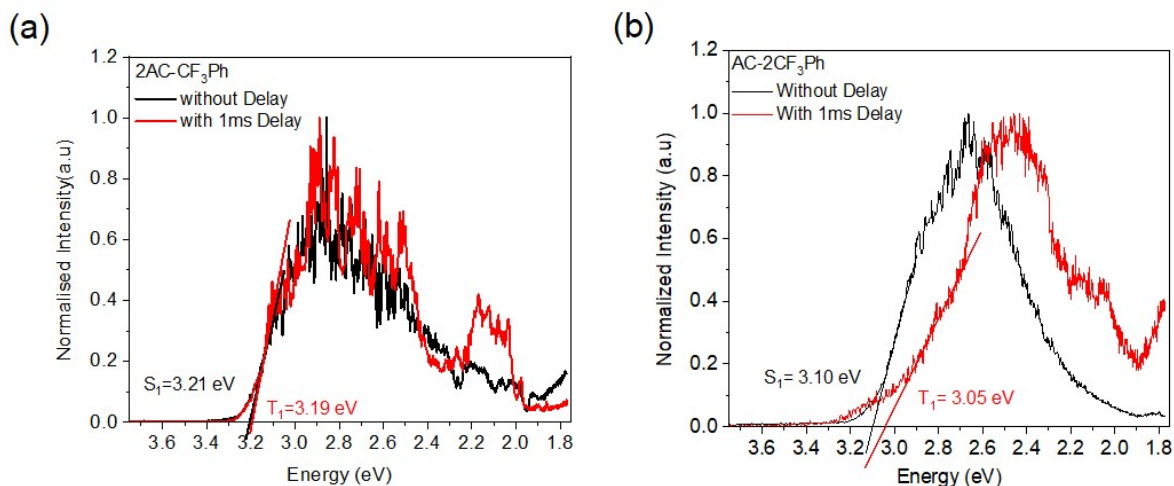 (a)
1.2
2AC-CF₃Ph
without Delay
with 1ms Delay
1.0
0.8
0.6
0.4
0.2
0.0
Normalised Intensity(a.u)
S₁=3.21 eV
T₁=3.19 eV
3.6 3.4 3.2 3.0 2.8 2.6 2.4 2.2 2.0 1.8
Energy (eV)
(b)
1.2
AC-2CF₃Ph
Without Delay
With 1ms Delay
1.0
0.8
0.6
0.4
0.2
0.0
Normalized Intensity (a.u)
S₁= 3.10 eV
T₁ = 3.05 eV
3.6 3.4 3.2 3.0 2.8 2.6 2.4 2.2 2.0 1.8
Energy (eV)